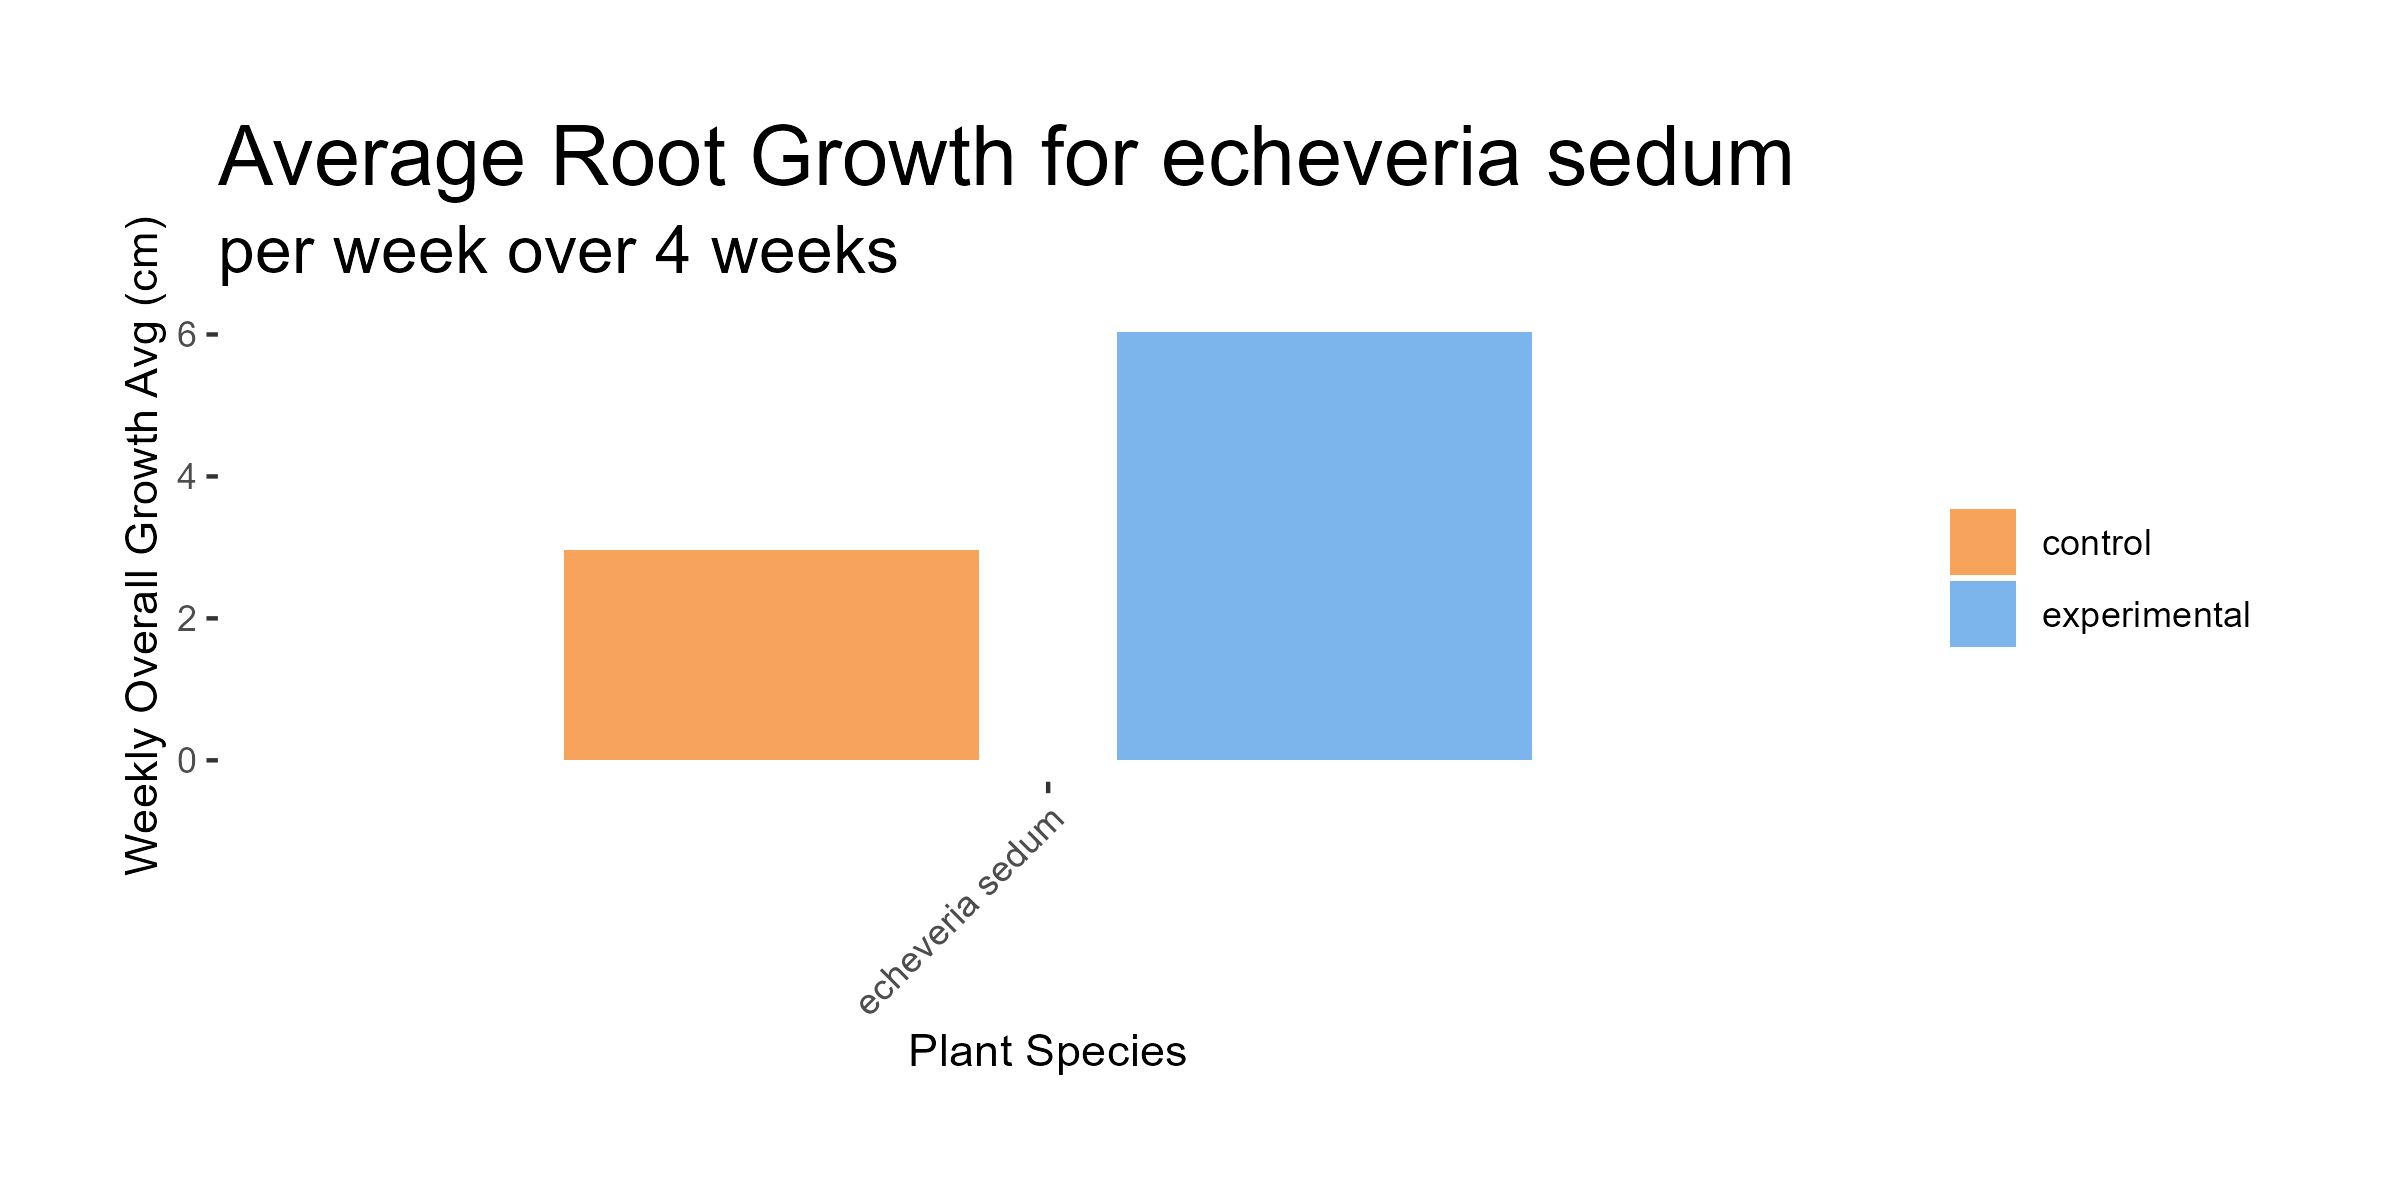 Average Root Growth for echeveria sedum
per week over 4 weeks
Weekly Overall Growth Avg (cm)
6
4
2
0
control
experimental
echeveria sedum
Plant Species